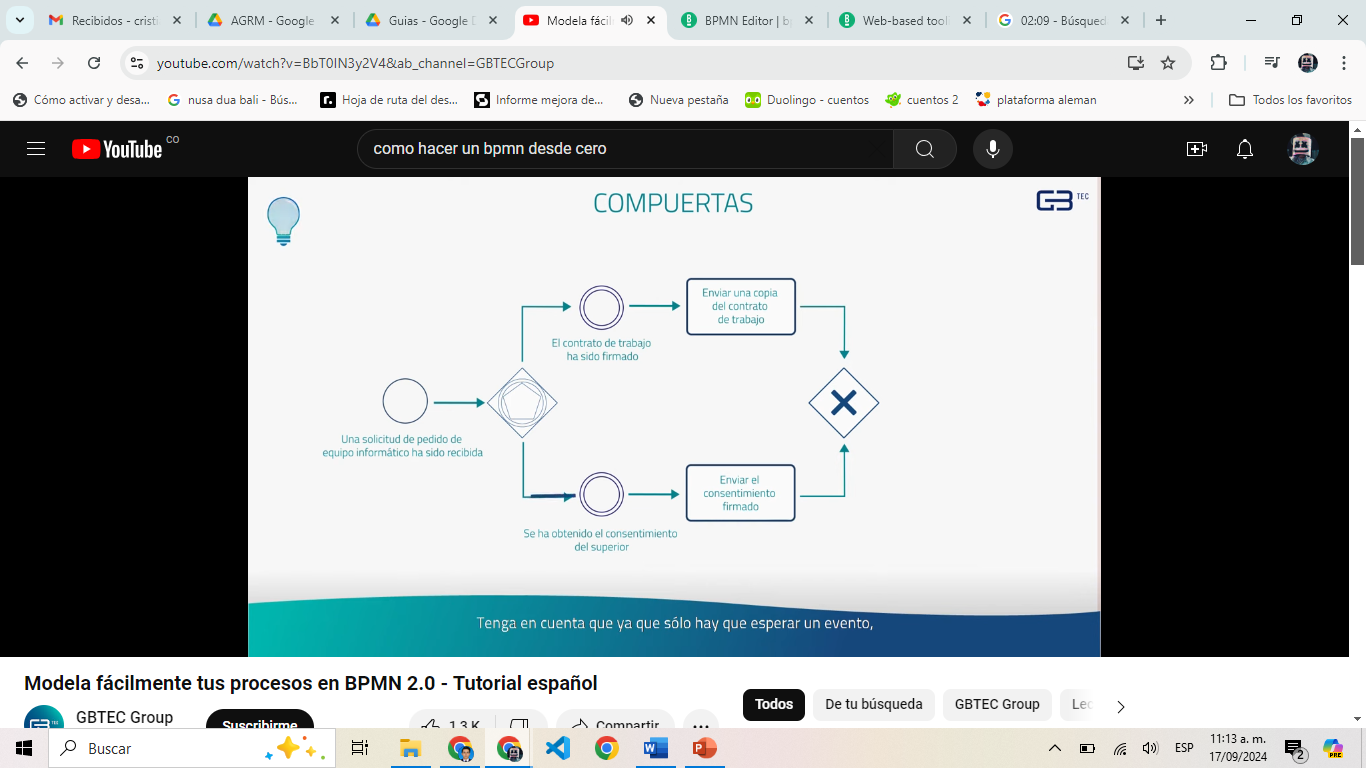 Recibidos - cristi
AGRM - Google
Guias - Google D
Modela fácil
BPMN Editor | bp
Web-based tool
02:09 - Búsqued
youtube.com/watch?v=BbT0IN3y2V4&ab_channel=GBTECGroup
Cómo activar y desa...
nusa dua bali - Bús...
Hoja de ruta del des...
Informe mejora de...
Nueva pestaña
Duolingo - cuentos
cuentos 2
plataforma aleman
Todos los favoritos
YouTube CO
como hacer un bpmn desde cero
COMPUERTAS
GB TEC
Enviar una copia
del contrato
de trabajo
El contrato de trabajo
ha sido firmado
Una solicitud de pedido de
equipo informático ha sido recibida
Enviar el
consentimiento
firmado
Se ha obtenido el consentimiento
del superior
Tenga en cuenta que ya que sólo hay que esperar un evento,
Modela fácilmente tus procesos en BPMN 2.0 - Tutorial español
GBTEC Group
Suscribirme
1.3 K
Compartir
Todos
De tu búsqueda
GBTEC Group
Lec
Buscar
ESP
11:13 a. m.
17/09/2024
2
PRE